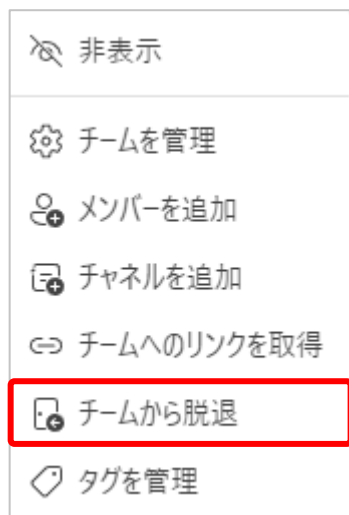 非表示
チームを管理
メンバーを追加
チャネルを追加
チームへのリンクを取得
チームから脱退
タグを管理